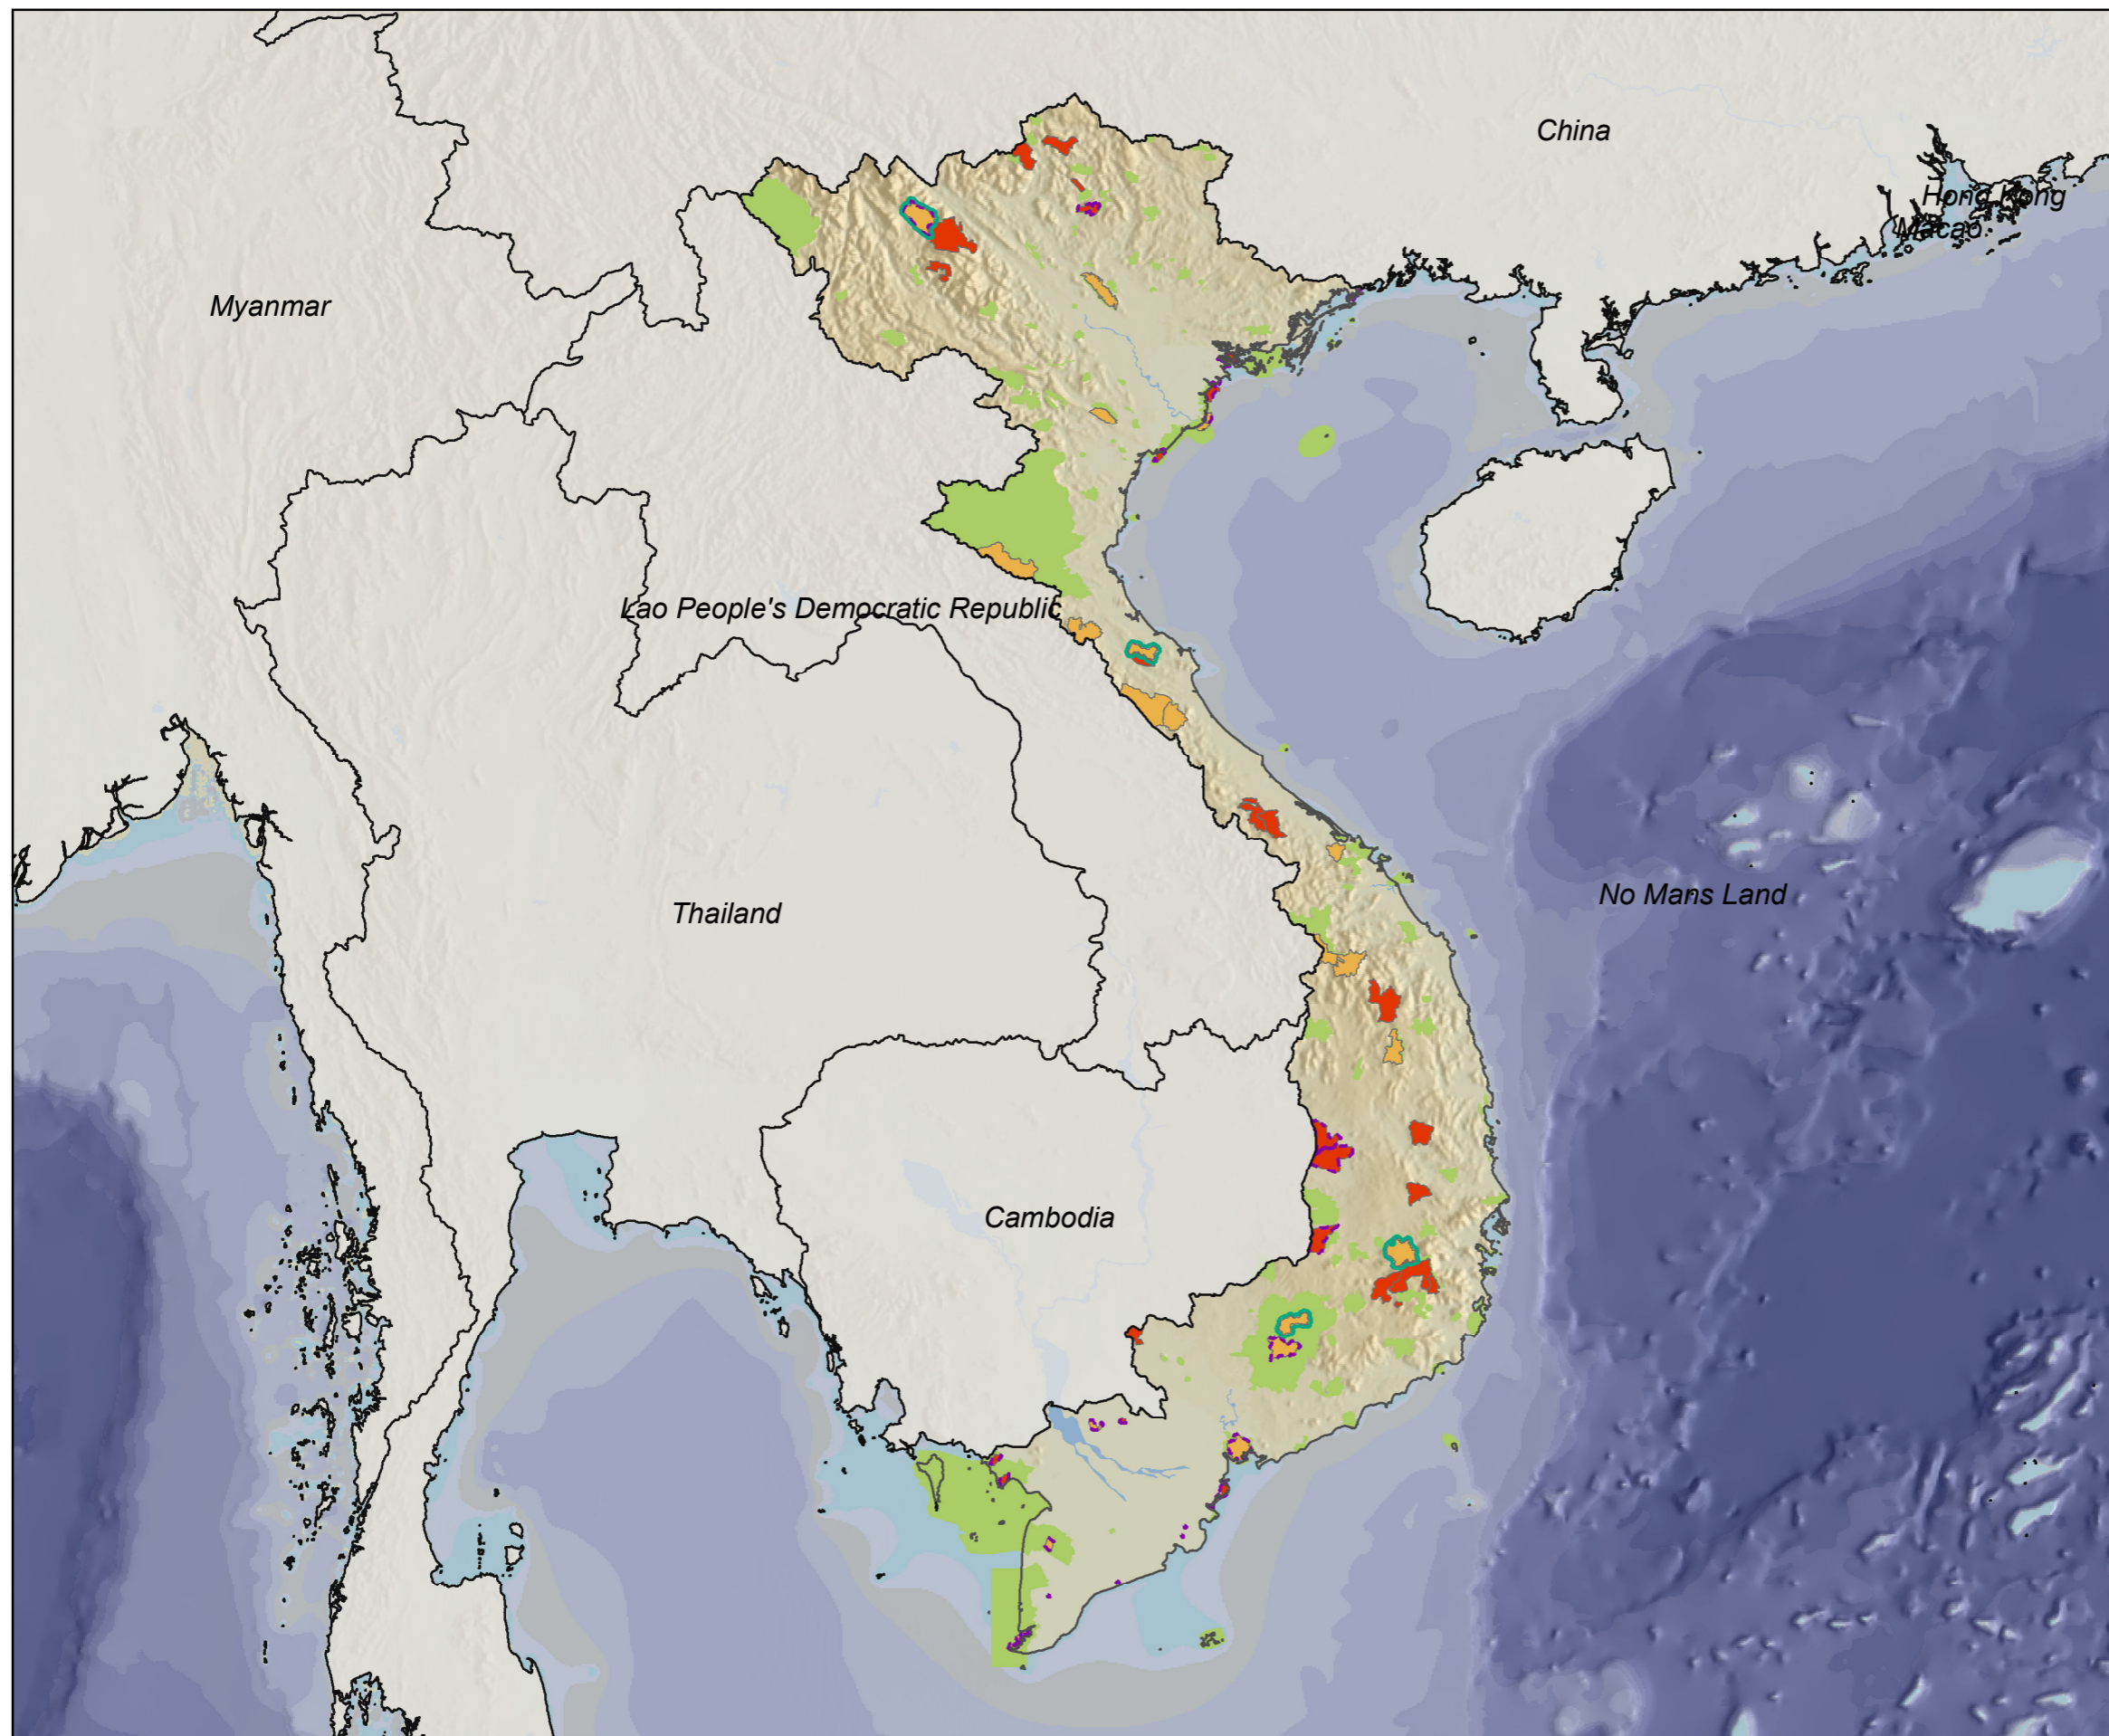 China
Hong Kong
Macao
Myanmar
Lao People's Democratic Republic
No Mans Land
Thailand
Cambodia